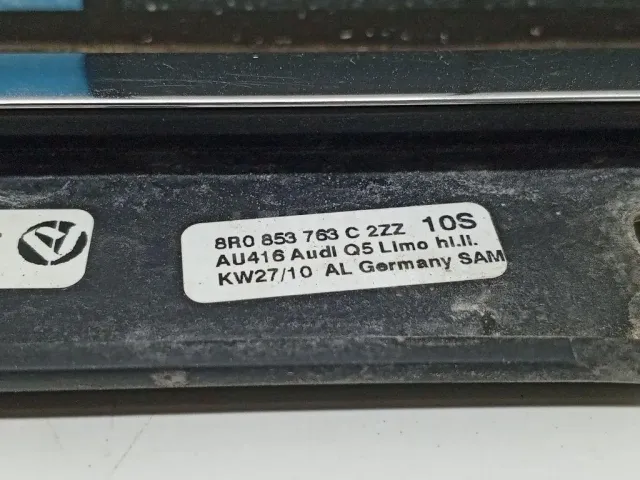 8R0 853 763 C 2ZZ 10S
AU416 Audi Q5 Limo hl.li.
KW27/10 AL Germany SAM